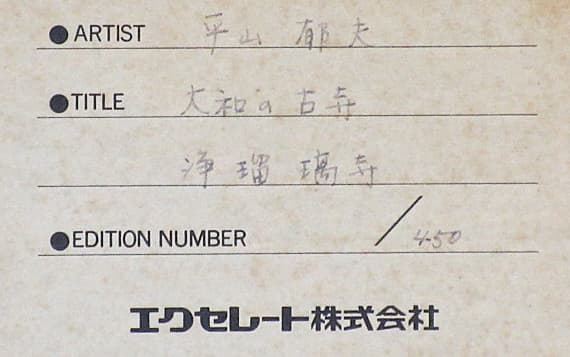 ●ARTIST 平山 郁夫
●TITLE 大和の古寺
浄瑠璃寺
●EDITION NUMBER /450
エクセレート株式会社